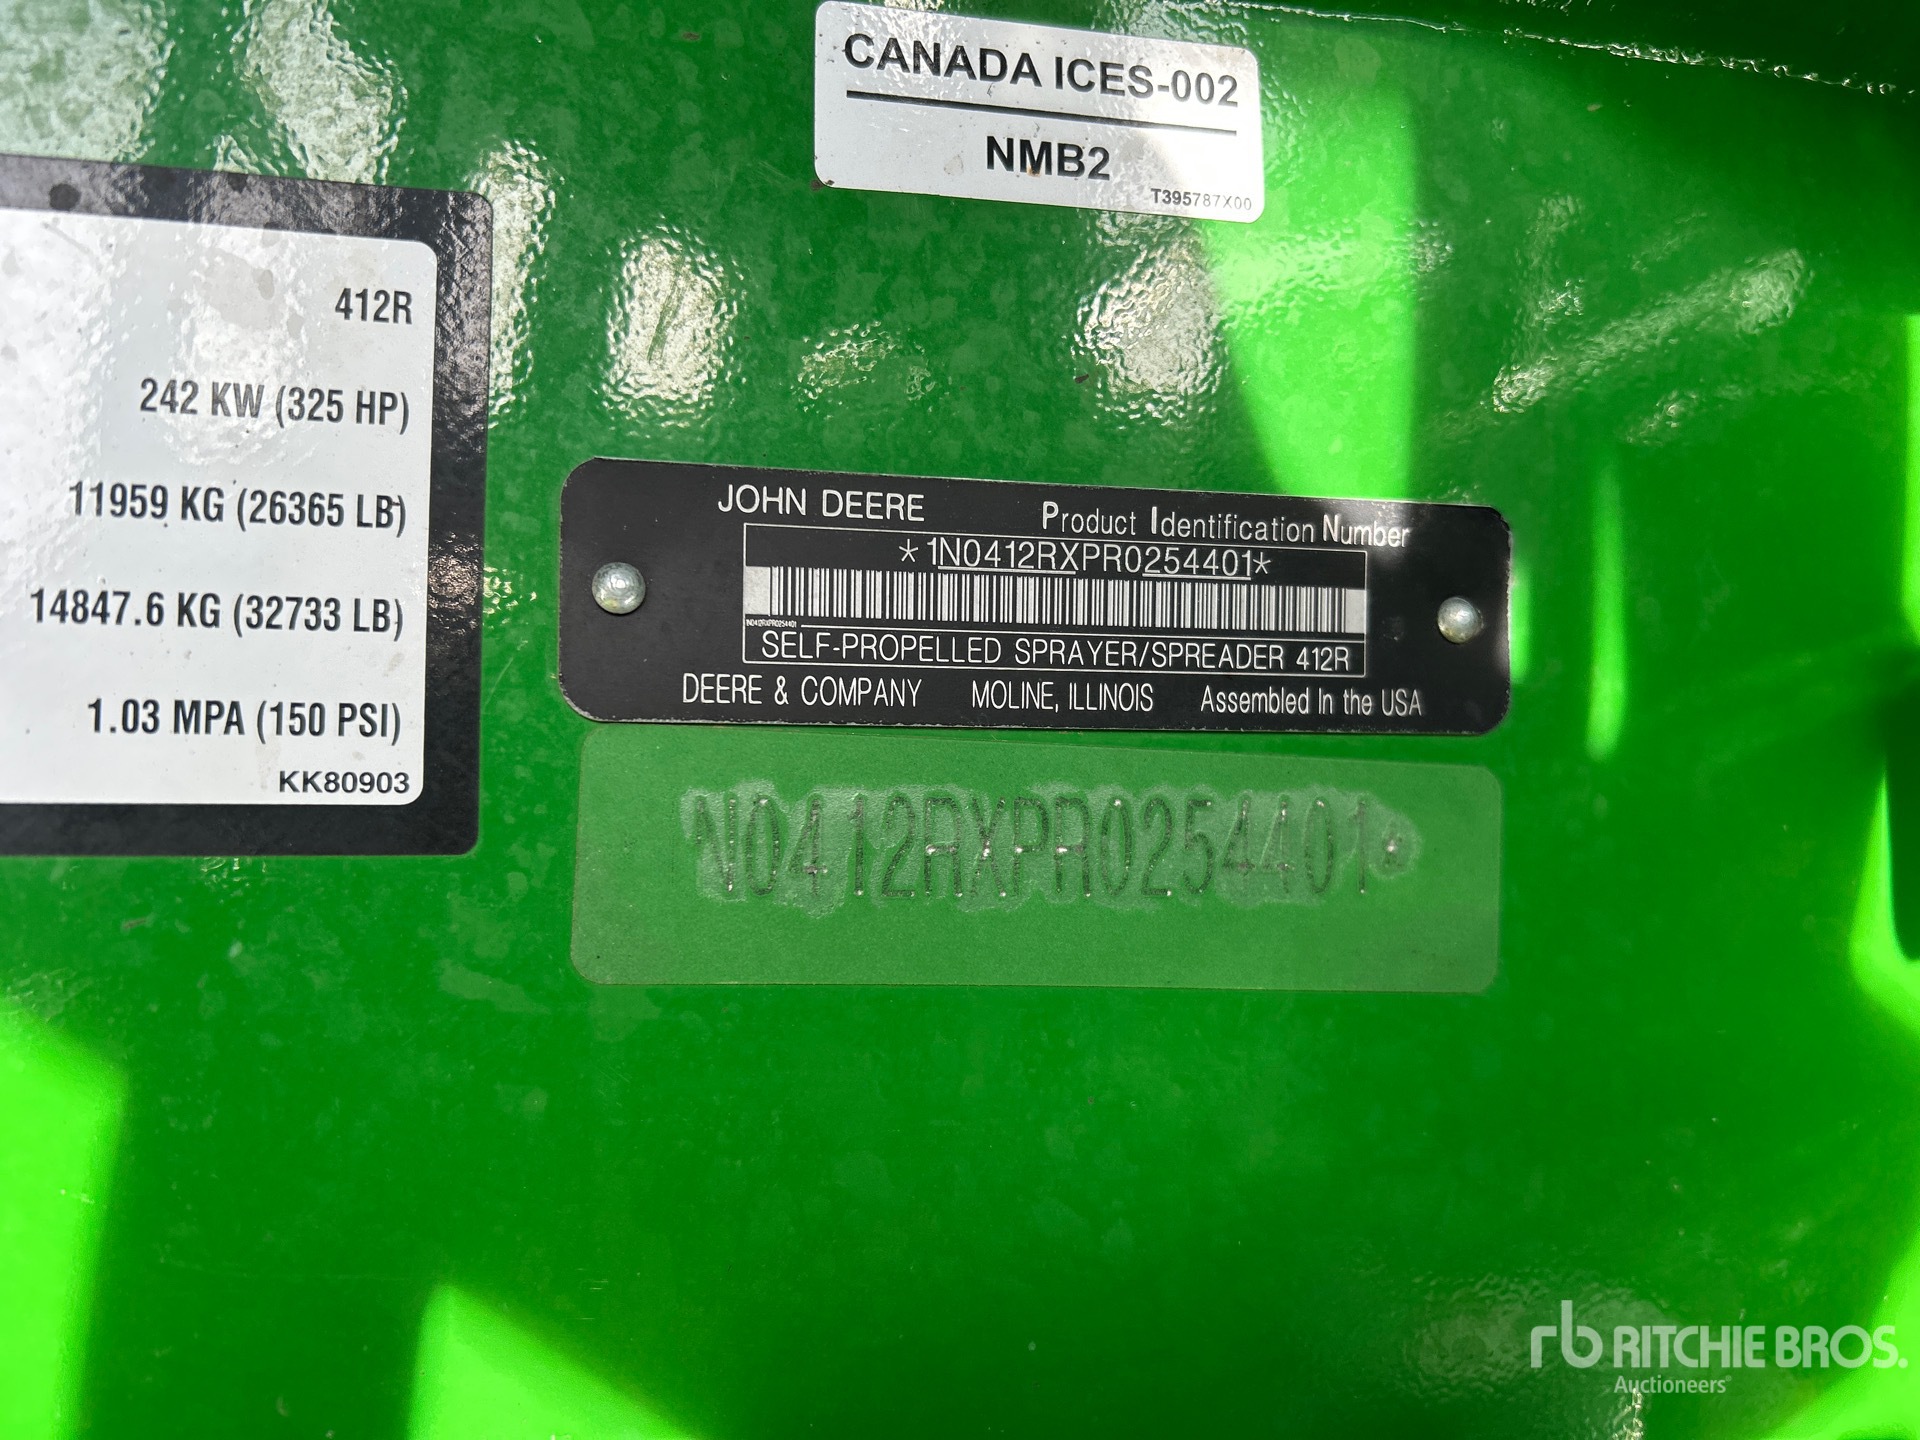 CANADA ICES-002
NMB2
T395787X00
412R
242 KW (325 HP)
11959 KG (26365 LB)
14847.6 KG (32733 LB)
1.03 MPA (150 PSI)
KK80903
JOHN DEERE Product Identification Number
*1N0412RXPR0254401*
1N0412RXPR0254401
SELF-PROPELLED SPRAYER/SPREADER 412R
DEERE & COMPANY MOLINE, ILLINOIS Assembled In the USA
N0412RXPR0254401*
rb RITCHIE BROS.
Auctioneers